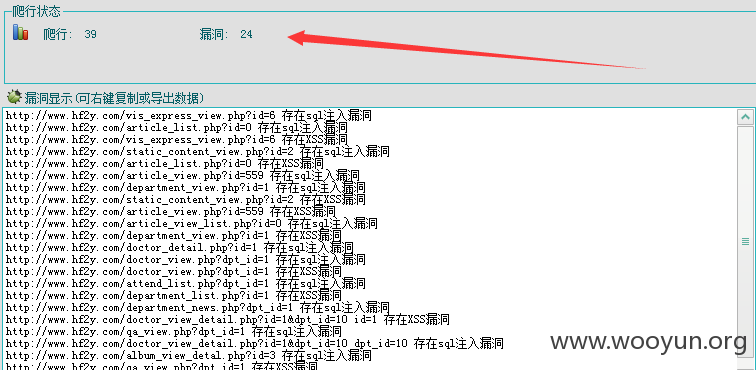 爬行状态
爬行: 39 漏洞: 24
漏洞显示(可右键复制或导出数据)
http://www.hf2y.com/vis_express_view.php?id=6 存在sql注入漏洞
http://www.hf2y.com/article_list.php?id=0 存在sql注入漏洞
http://www.hf2y.com/vis_express_view.php?id=6 存在XSS漏洞
http://www.hf2y.com/static_content_view.php?id=2 存在sql注入漏洞
http://www.hf2y.com/article_list.php?id=0 存在XSS漏洞
http://www.hf2y.com/article_view.php?id=559 存在sql注入漏洞
http://www.hf2y.com/department_view.php?id=1 存在sql注入漏洞
http://www.hf2y.com/static_content_view.php?id=2 存在XSS漏洞
http://www.hf2y.com/article_view.php?id=559 存在XSS漏洞
http://www.hf2y.com/article_view_list.php?id=0 存在sql注入漏洞
http://www.hf2y.com/department_view.php?id=1 存在XSS漏洞
http://www.hf2y.com/doctor_detail.php?id=1 存在sql注入漏洞
http://www.hf2y.com/doctor_view.php?dpt_id=1 存在sql注入漏洞
http://www.hf2y.com/doctor_view.php?dpt_id=1 存在XSS漏洞
http://www.hf2y.com/attend_list.php?dpt_id=1 存在sql注入漏洞
http://www.hf2y.com/department_list.php?id=1 存在XSS漏洞
http://www.hf2y.com/department_news.php?dpt_id=1 存在sql注入漏洞
http://www.hf2y.com/doctor_view_detail.php?id=1&dpt_id=10 id=1 存在XSS漏洞
http://www.hf2y.com/qa_view.php?dpt_id=1 存在sql注入漏洞
http://www.hf2y.com/doctor_view_detail.php?id=1&dpt_id=10 dpt_id=10 存在sql注入漏洞
http://www.hf2y.com/album_view_detal.php?id=3 存在sql注入漏洞
http://www.hf2y.com/qa_view.php?dpt_id=1 存在XSS漏洞
www.wooyun.org